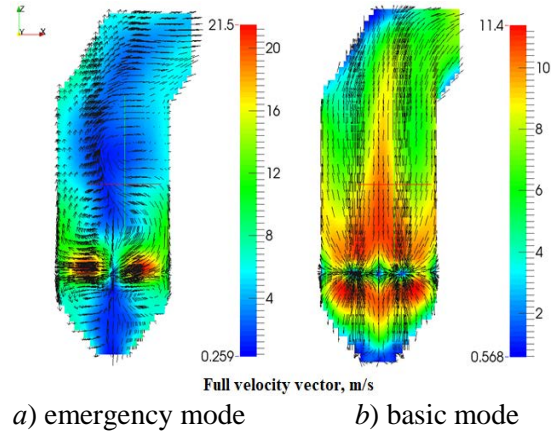 Z
Y
X
21.5
20
16
12
8
4
0.259
11.4
10
8
6
4
2
0.568
Full velocity vector, m/s
a) emergency mode
b) basic mode